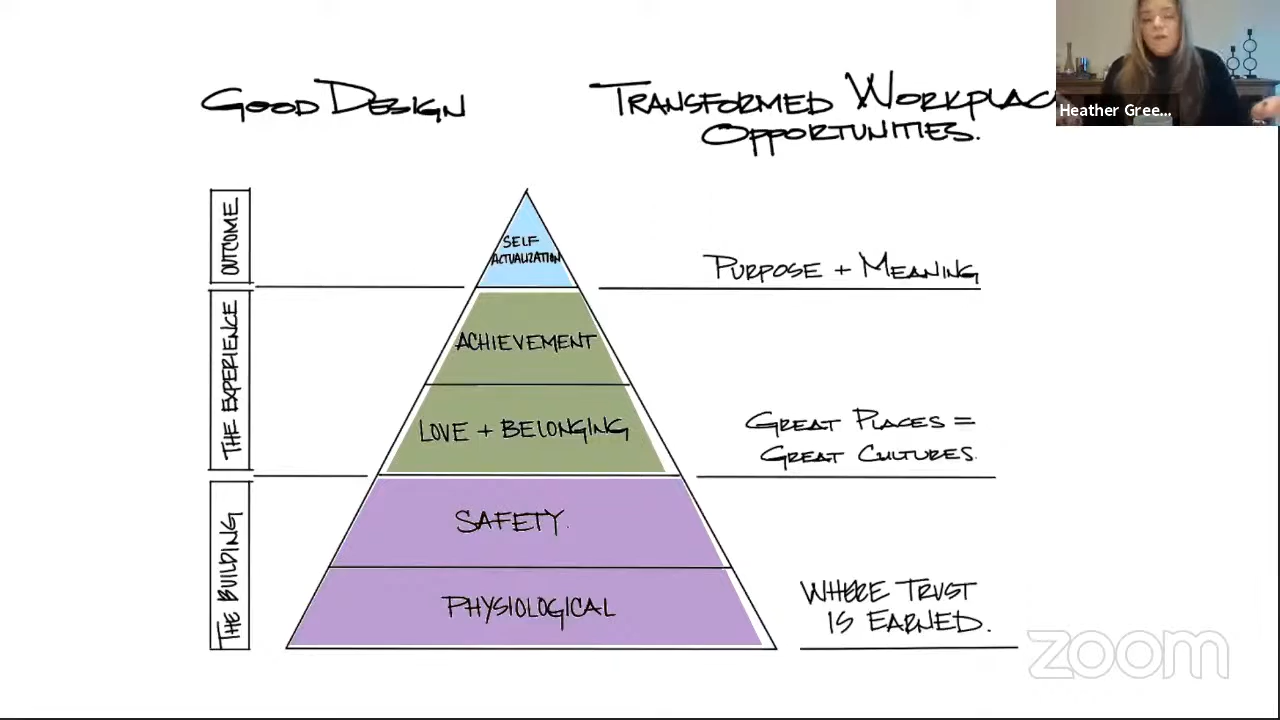 GOOD DESIGN
TRANSFORMED WORKPLAC
OPPORTUNITIES.
Heather Gree...
OUTCOME
SELF
ACTUALIZATION
PURPOSE + MEANING
THE EXPERIENCE
ACHIEVEMENT
LOVE + BELONGING
GREAT PLACES =
GREAT CULTURES.
THE BUILDING
SAFETY.
PHYSIOLOGICAL
WHERE TRUST
IS EARNED.
zoom